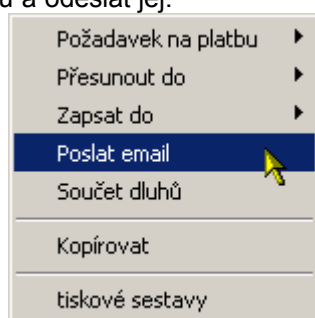 a odeslat jej.
Požadavek na platbu
Přesunout do
Zapsat do
Poslat email
Součet dluhů
Kopírovat
tiskové sestavy